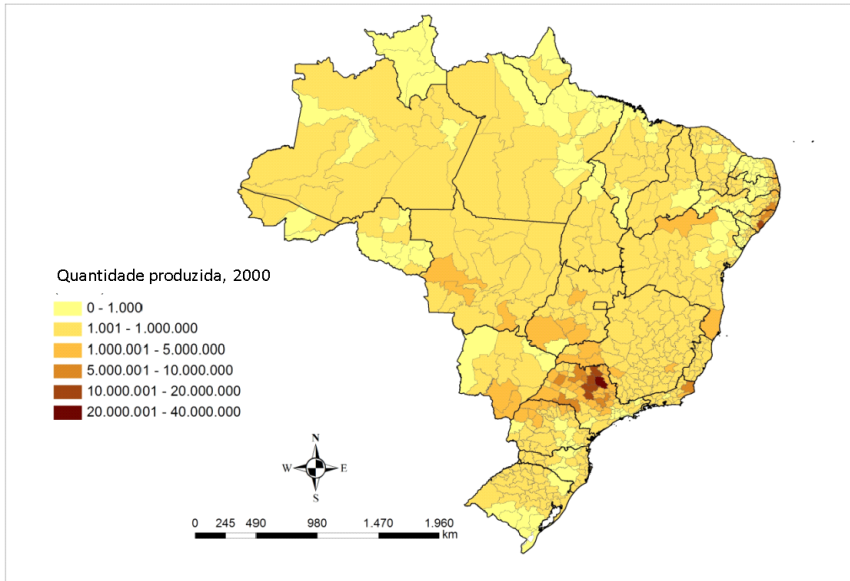 Quantidade produzida, 2000
0 - 1.000
1.001 - 1.000.000
1.000.001 - 5.000.000
5.000.001 - 10.000.000
10.000.001 - 20.000.000
20.000.001 - 40.000.000
N
W E
S
0 245 490 980 1.470 1.960
km